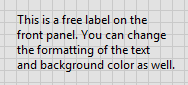 This is a free label on the
front panel. You can change
the formatting of the text
and background color as well.